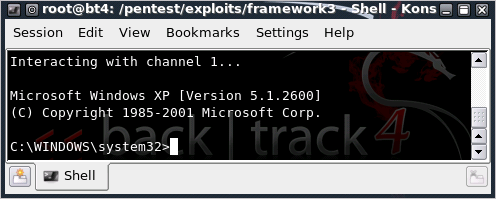 root@bt4: /pentest/exploits/framework3 - Shell - Kons
Session Edit View Bookmarks Settings Help
Interacting with channel 1...
Microsoft Windows XP [Version 5.1.2600]
(C) Copyright 1985-2001 Microsoft Corp.
<< back | track 4
C:\WINDOWS\system32>
Shell